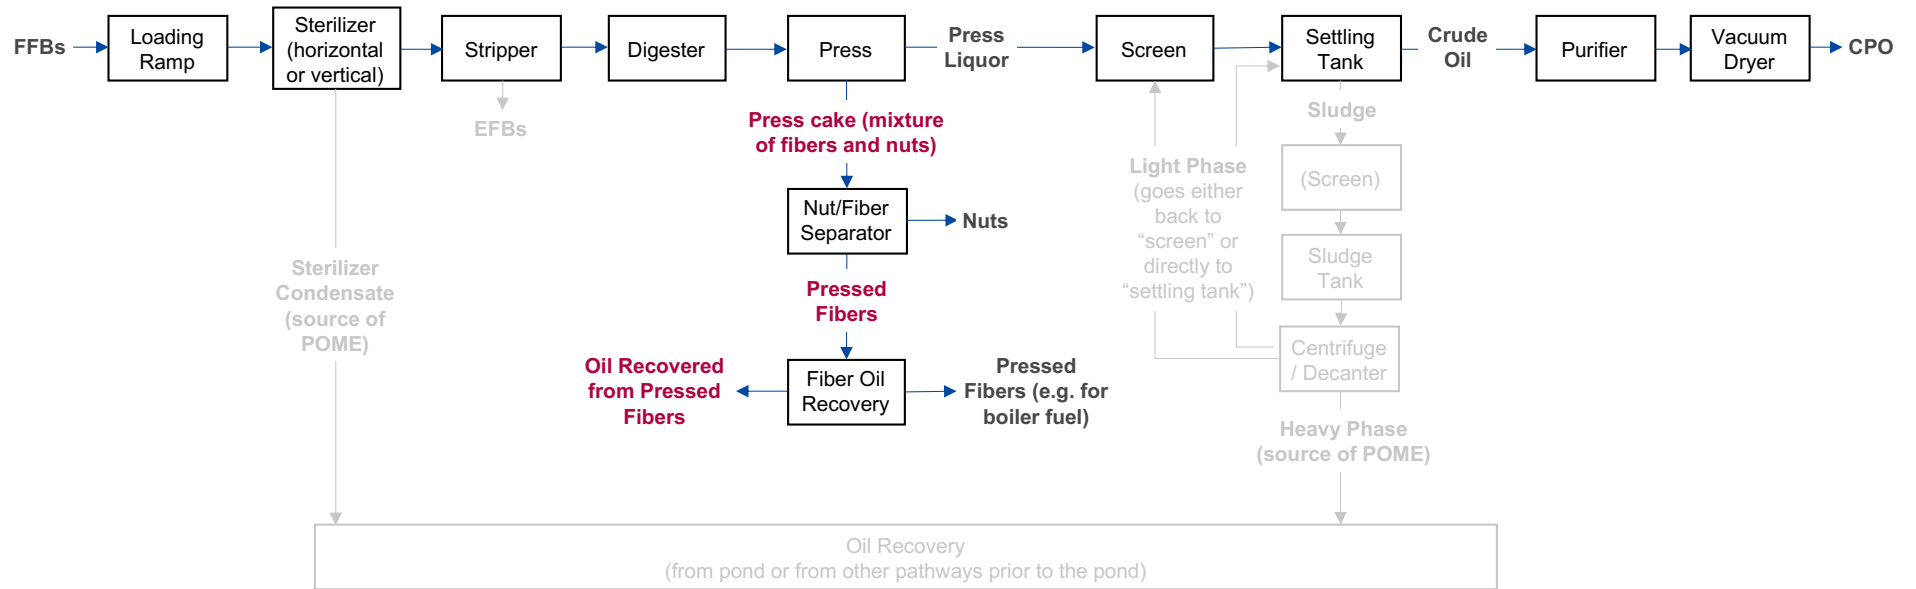 FFBs
Loading
Ramp
Sterilizer
(horizontal
or vertical)
Stripper
Digester
Press
Press
Liquor
Screen
Settling
Tank
Crude
Oil
Purifier
Vacuum
Dryer
CPO
EFBs
Press cake (mixture
of fibers and nuts)
Nut/Fiber
Separator
Nuts
Pressed
Fibers
Oil Recovered
from Pressed
Fibers
Fiber Oil
Recovery
Pressed
Fibers (e.g. for
boiler fuel)
Sterilizer
Condensate
(source of
POME)
Light Phase
(goes either
back to
“screen” or
directly to
“settling tank”)
Sludge
(Screen)
Sludge
Tank
Centrifuge
/ Decanter
Heavy Phase
(source of POME)
Oil Recovery
(from pond or from other pathways prior to the pond)